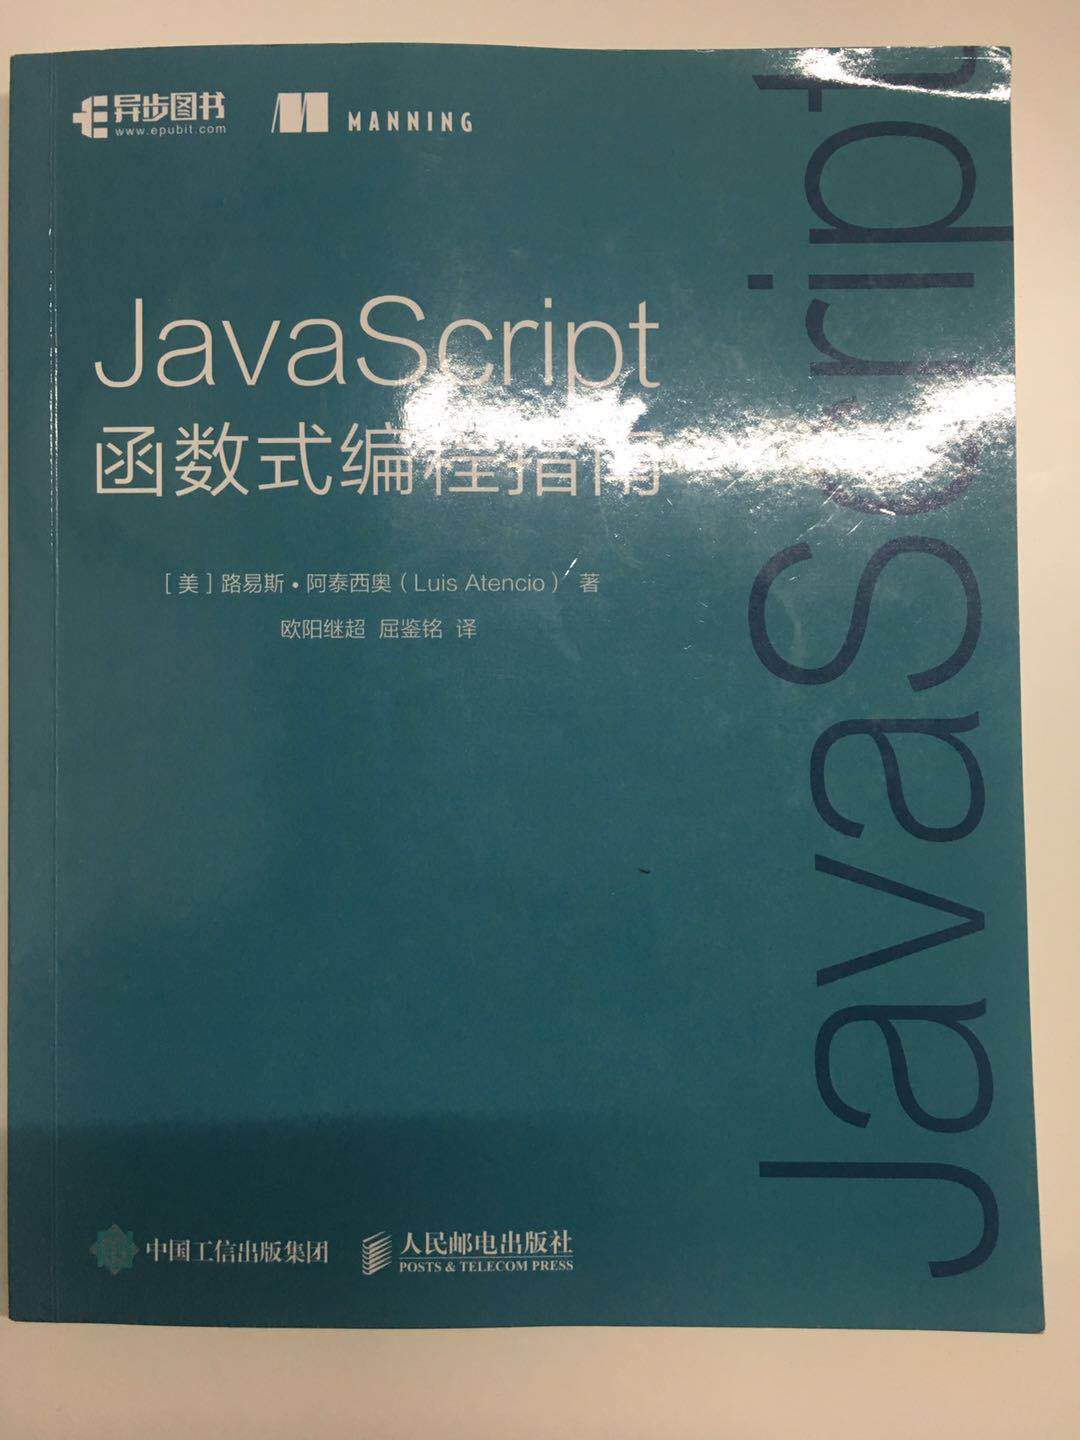 异步图书
www.epubit.com
MANNING
JavaScript
函数式编程指南
[美]路易斯·阿泰西奥(Luis Atencio) 著
欧阳继超 屈鉴铭 译
JavaScript
中国工信出版集团
人民邮电出版社
POSTS & TELECOM PRESS